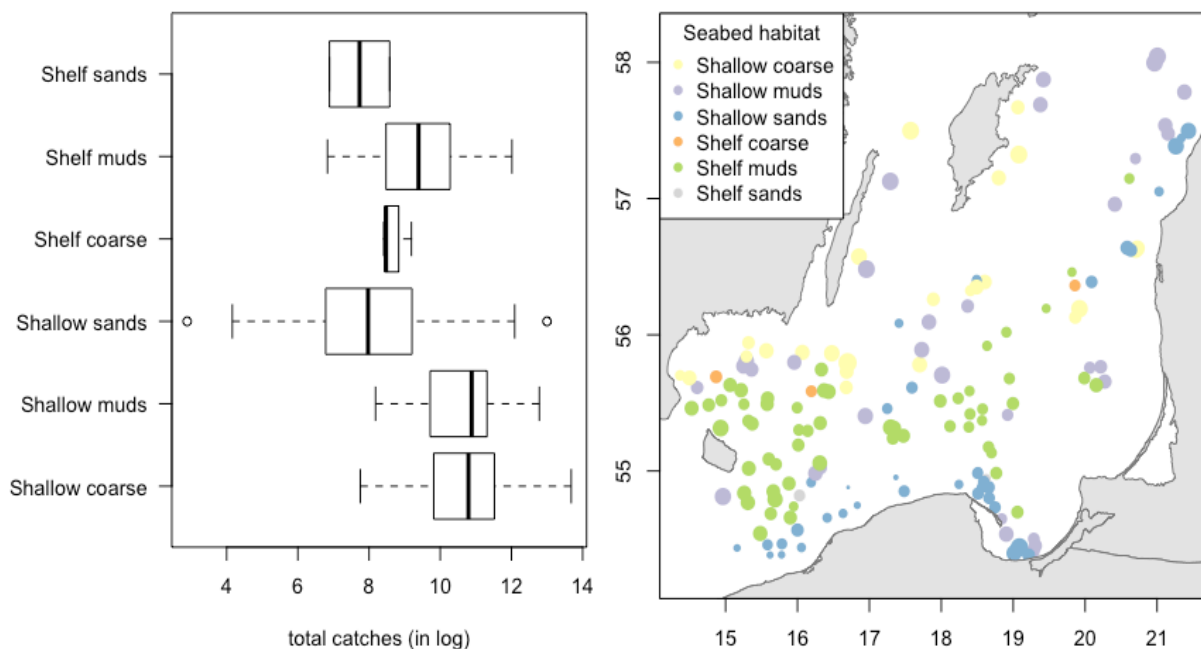 Shelf sands
Shelf muds
Shelf coarse
Shallow sands
Shallow muds
Shallow coarse
4 6 8 10 12 14
total catches (in log)
Seabed habitat
Shallow coarse
Shallow muds
Shallow sands
Shelf coarse
Shelf muds
Shelf sands
58
57
56
55
15 16 17 18 19 20 21